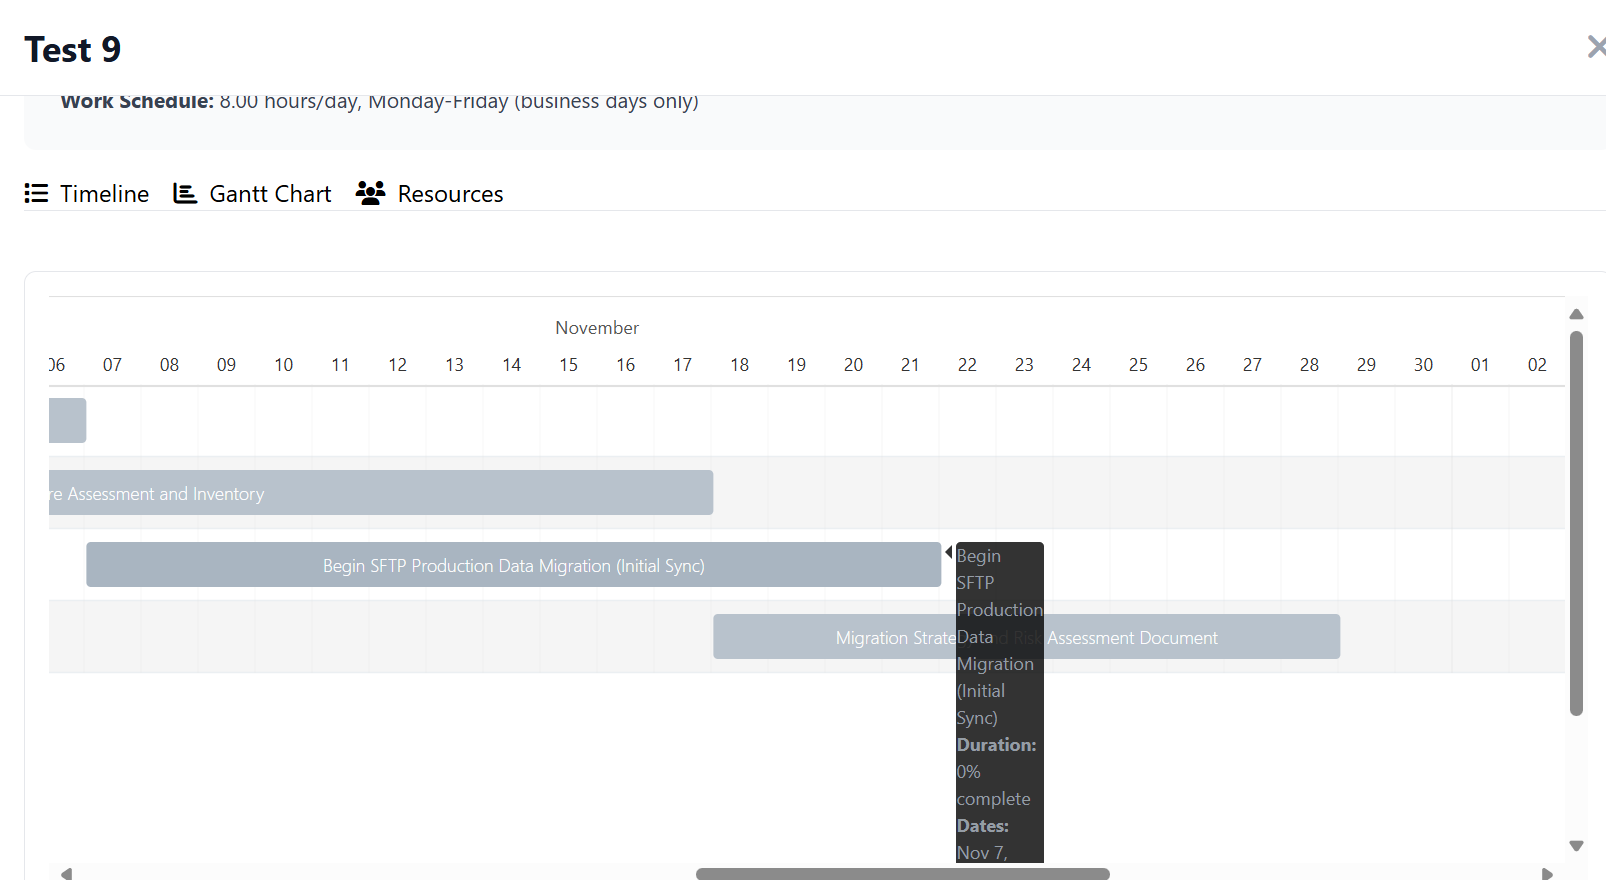 Test 9
Work Schedule: 8.00 hours/day, Monday-Friday (business days only)
Timeline Gantt Chart Resources
November
06 07 08 09 10 11 12 13 14 15 16 17 18 19 20 21 22 23 24 25 26 27 28 29 30 01 02
re Assessment and Inventory
Begin SFTP Production Data Migration (Initial Sync)
Migration Strate nd Risk Assessment Document
Begin
SFTP
Production
Data
Migration
(Initial
Sync)
Duration:
0%
complete
Dates:
Nov 7,